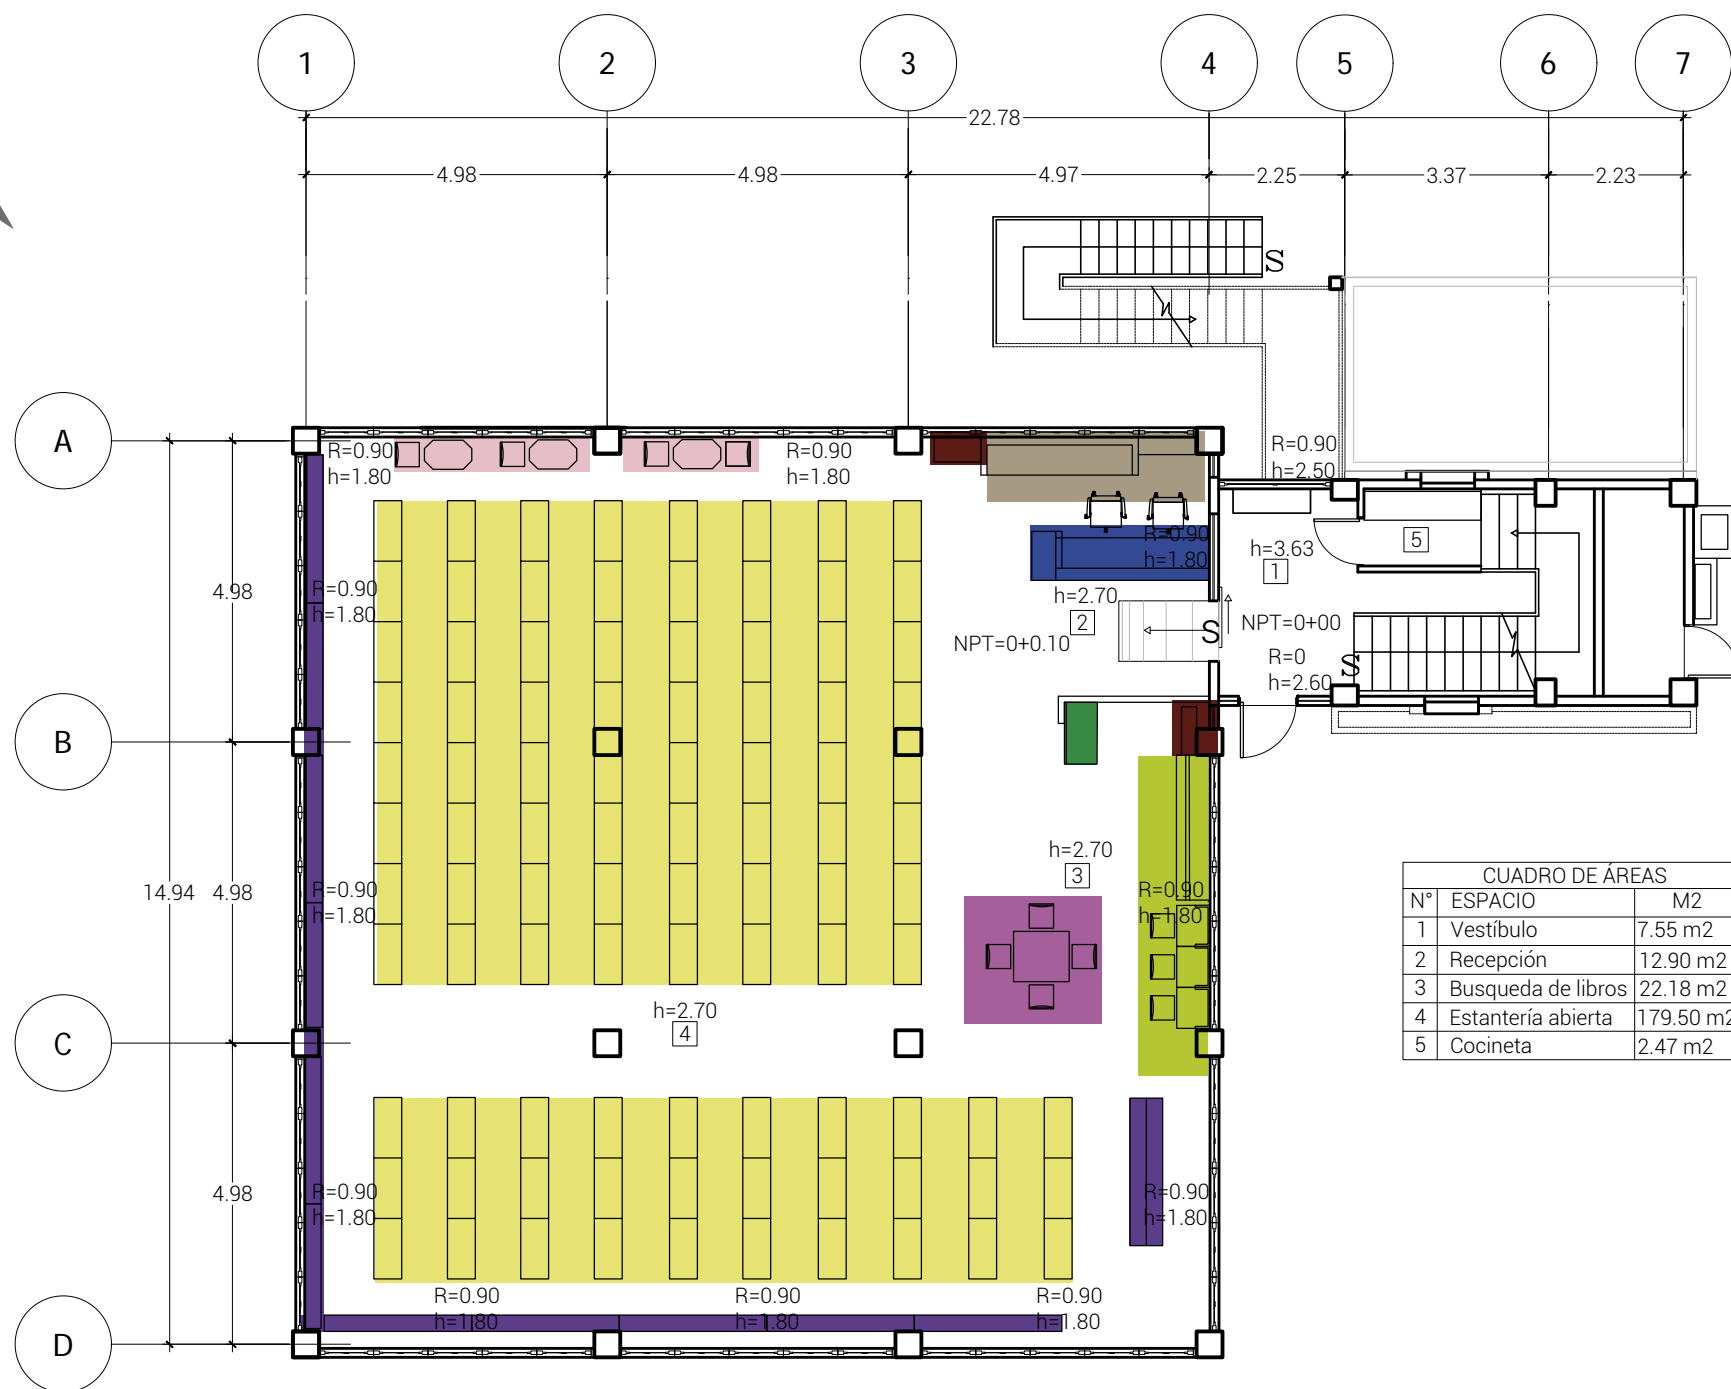 1 2 3 4 5 6 7
22.78
4.98 4.98 4.97 2.25 3.37 2.23
S
A
R=0.90
h=1.80
R=0.90
h=1.80
R=0.90
h=2.50
R=0.90
h=1.80
h=3.63
1
5
4.98
R=0.90
h=1.80
h=2.70
2
NPT=0+0.10
S
NPT=0+00
R=0
h=2.60
S
B
14.94
4.98
R=0.90
h=1.80
h=2.70
3
R=0.90
h=1.80
CUADRO DE ÁREAS
N° ESPACIO M2
1 Vestíbulo 7.55 m2
2 Recepción 12.90 m2
3 Busqueda de libros 22.18 m2
4 Estantería abierta 179.50 m2
5 Cocineta 2.47 m2
h=2.70
4
C
4.98
R=0.90
h=1.80
R=0.90
h=1.80
R=0.90
h=1.80
R=0.90
h=1.80
R=0.90
h=1.80
D